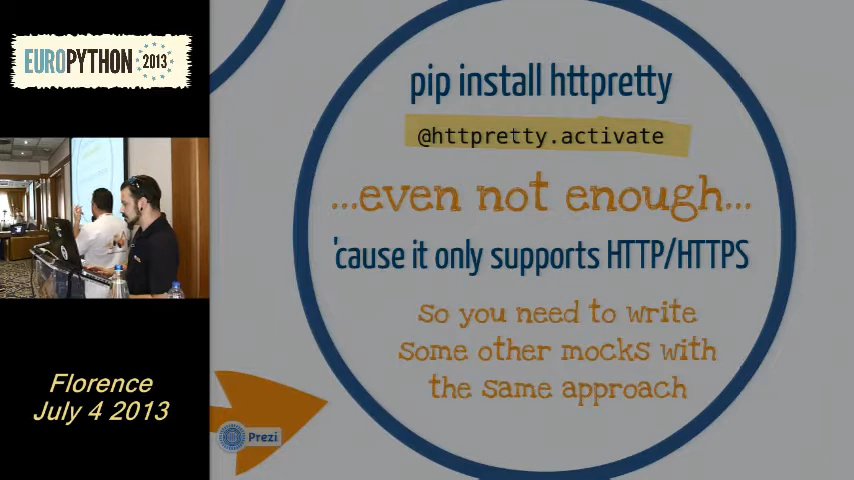 EUROPYTHON 2013
pip install httpretty
@httpretty.activate
...even not enough...
'cause it only supports HTTP/HTTPS
so you need to write
some other mocks with
the same approach
Prezi
Florence
July 4 2013